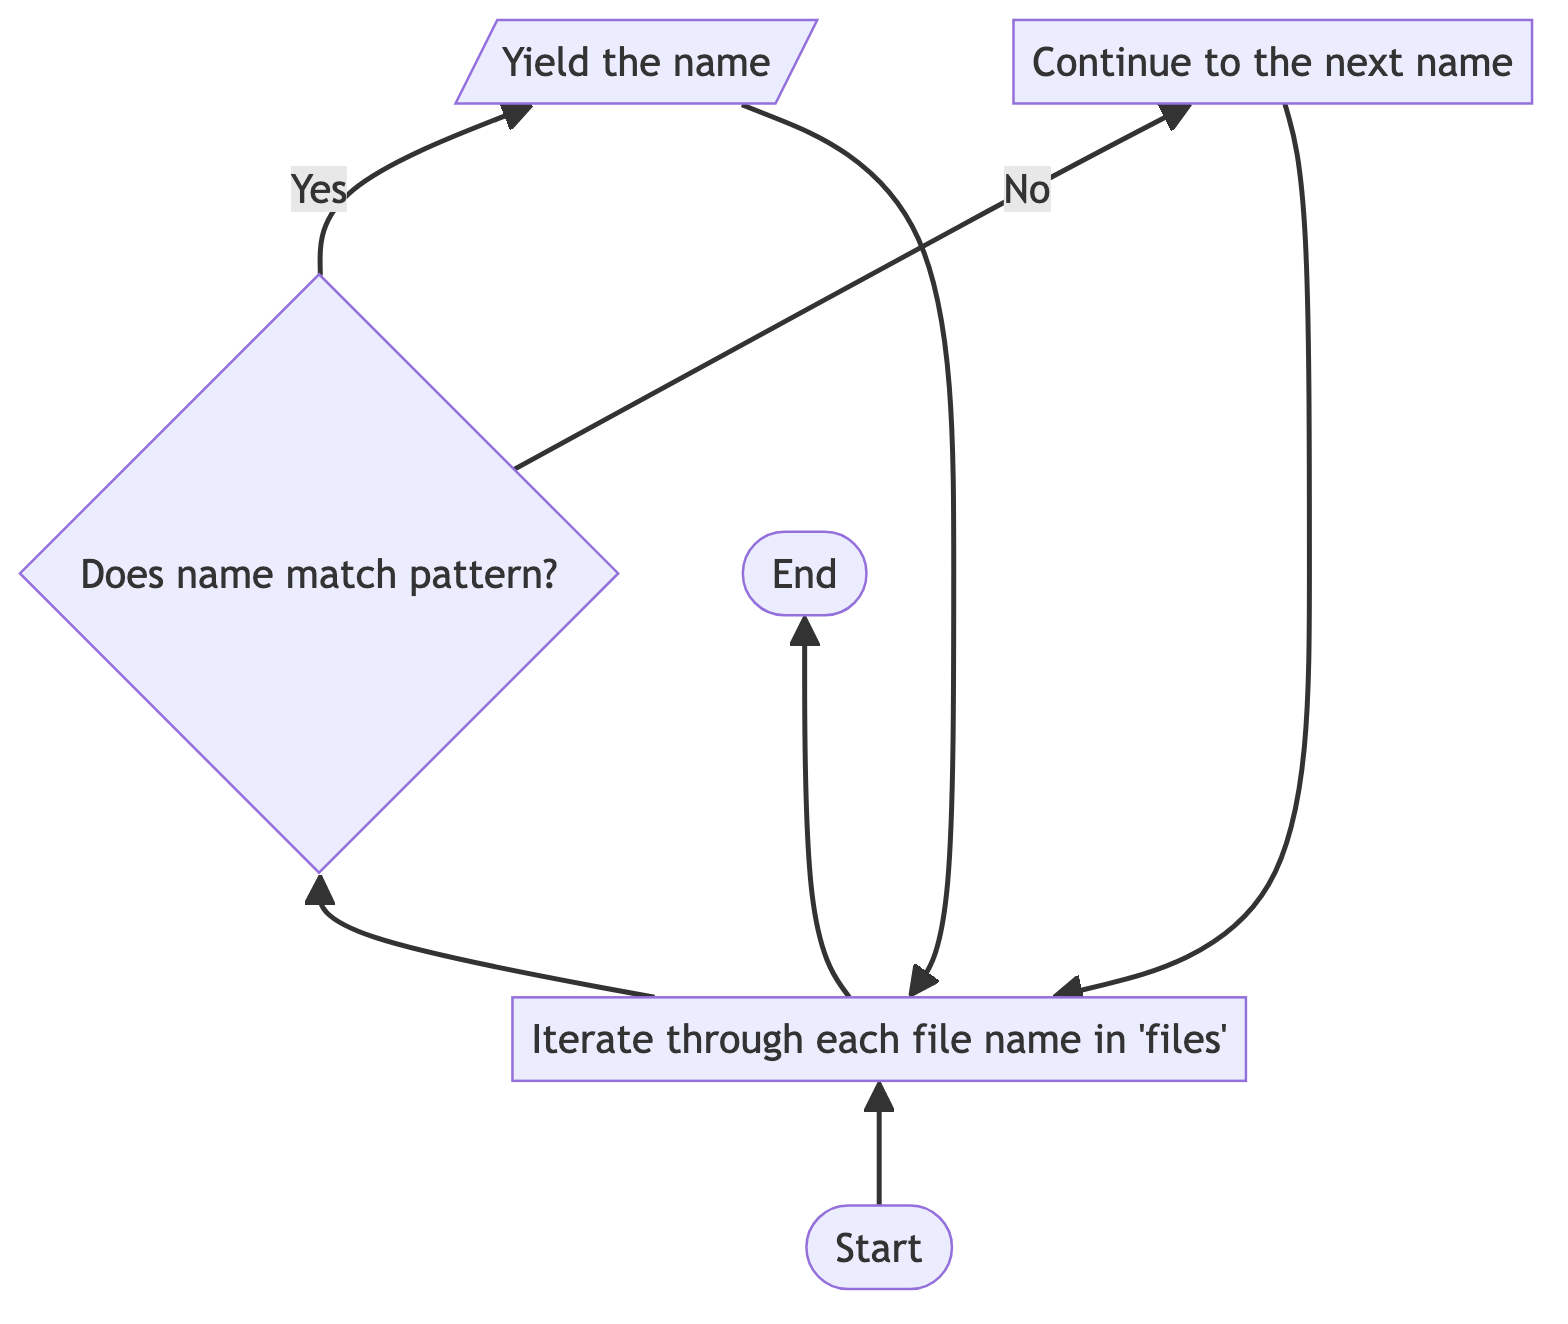 Yield the name
Continue to the next name
Yes
No
Does name match pattern?
End
Iterate through each file name in 'files'
Start